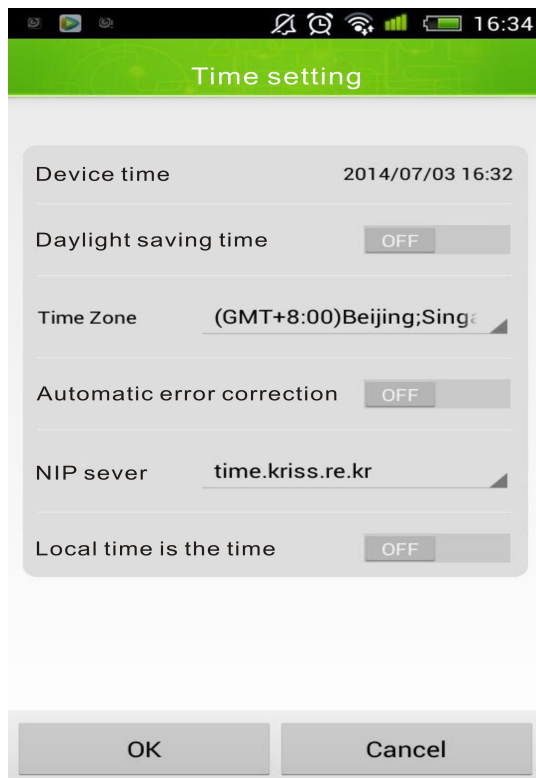 16:34
Time setting
Device time 2014/07/03 16:32
Daylight saving time OFF
Time Zone (GMT+8:00)Beijing;Singa
Automatic error correction OFF
NIP sever time.kriss.re.kr
Local time is the time OFF
OK Cancel